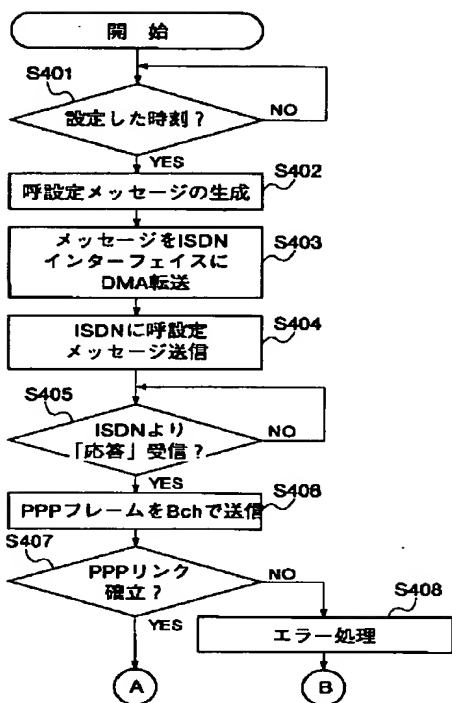 開 始
S401
設定した時刻?
NO
YES
S402
呼設定メッセージの生成
S403
メッセージをISDN
インターフェイスに
DMA転送
S404
ISDNに呼設定
メッセージ送信
S405
ISDNより
「応答」受信?
NO
YES
S406
PPPフレームをBchで送信
S407
PPPリンク
確立?
NO
YES
S408
エラー処理
A
B